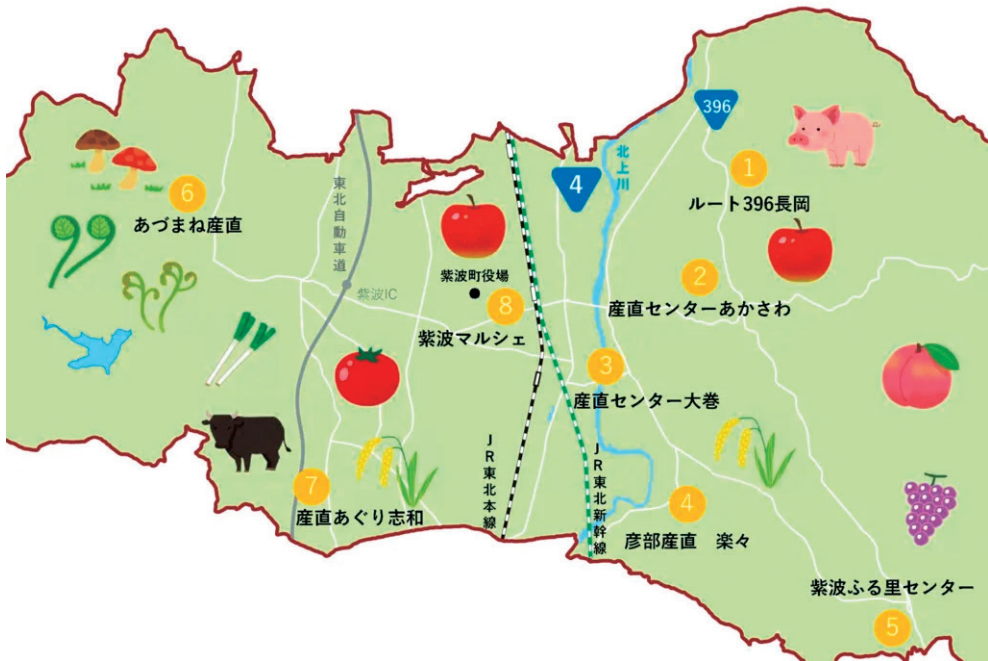 396
1
ルート396長岡
北上川
4
6
あづまね産直
東北自動車道
紫波町役場
2
産直センターあかさわ
紫波IC
8
紫波マルシェ
3
産直センター大巻
JR東北本線
JR東北新幹線
7
産直あぐり志和
4
彦部産直 楽々
紫波ふる里センター
5